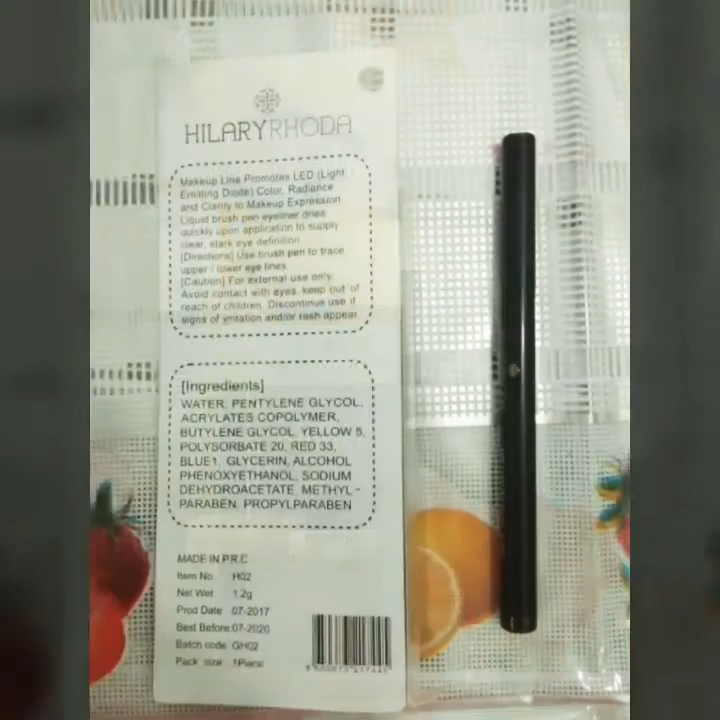 HILARYRHODA
Makeup Line Promotes LED (Light
Emitting Diode) Color, Radiance
and Clarity to Makeup Expression
Liquid brush pen eyeliner dries
quickly upon application to supply
clear, stark eye definition.
[Directions] Use brush pen to trace
upper / lower eye lines.
[Caution] For external use only.
Avoid contact with eyes, keep out of
reach of children. Discontinue use if
signs of irritation and/or rash appear
[Ingredients]
WATER, PENTYLENE GLYCOL,
ACRYLATES COPOLYMER,
BUTYLENE GLYCOL, YELLOW 5,
POLYSORBATE 20, RED 33,
BLUE1, GLYCERIN, ALCOHOL
PHENOXYETHANOL, SODIUM
DEHYDROACETATE, METHYL-
PARABEN, PROPYLPARABEN
MADE IN P.R.C
Item No. H02
Net Wet 1.2g
Prod Date 07-2017
Best Before: 07-2020
Batch code GH02
Pack size 1Piece